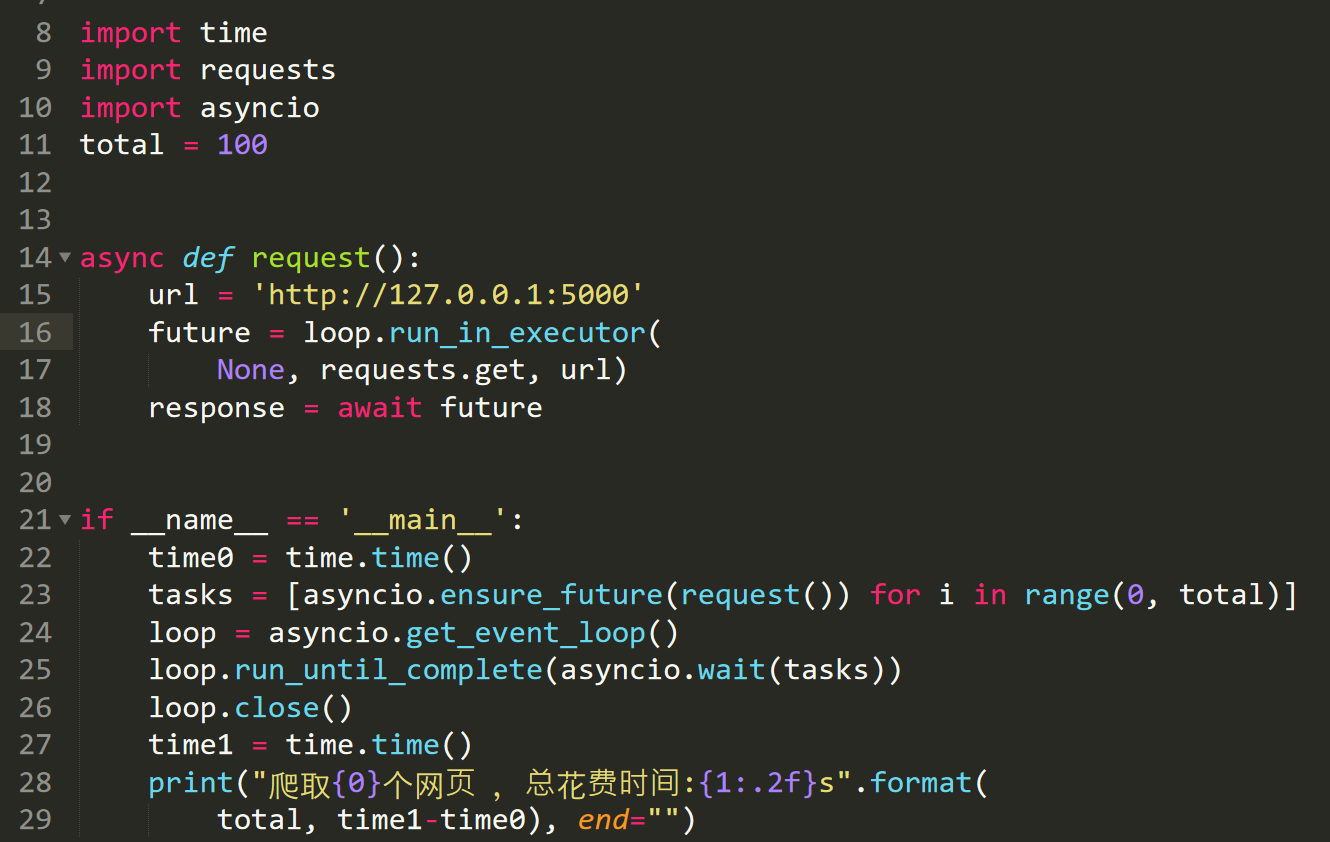 8 import time
9 import requests
10 import asyncio
11 total = 100
12
13
14 async def request():
15     url = 'http://127.0.0.1:5000'
16     future = loop.run_in_executor(
17         None, requests.get, url)
18     response = await future
19
20
21 if __name__ == '__main__':
22     time0 = time.time()
23     tasks = [asyncio.ensure_future(request()) for i in range(0, total)]
24     loop = asyncio.get_event_loop()
25     loop.run_until_complete(asyncio.wait(tasks))
26     loop.close()
27     time1 = time.time()
28     print("爬取{0}个网页 ，总花费时间:{1:.2f}s".format(
29         total, time1-time0), end="")